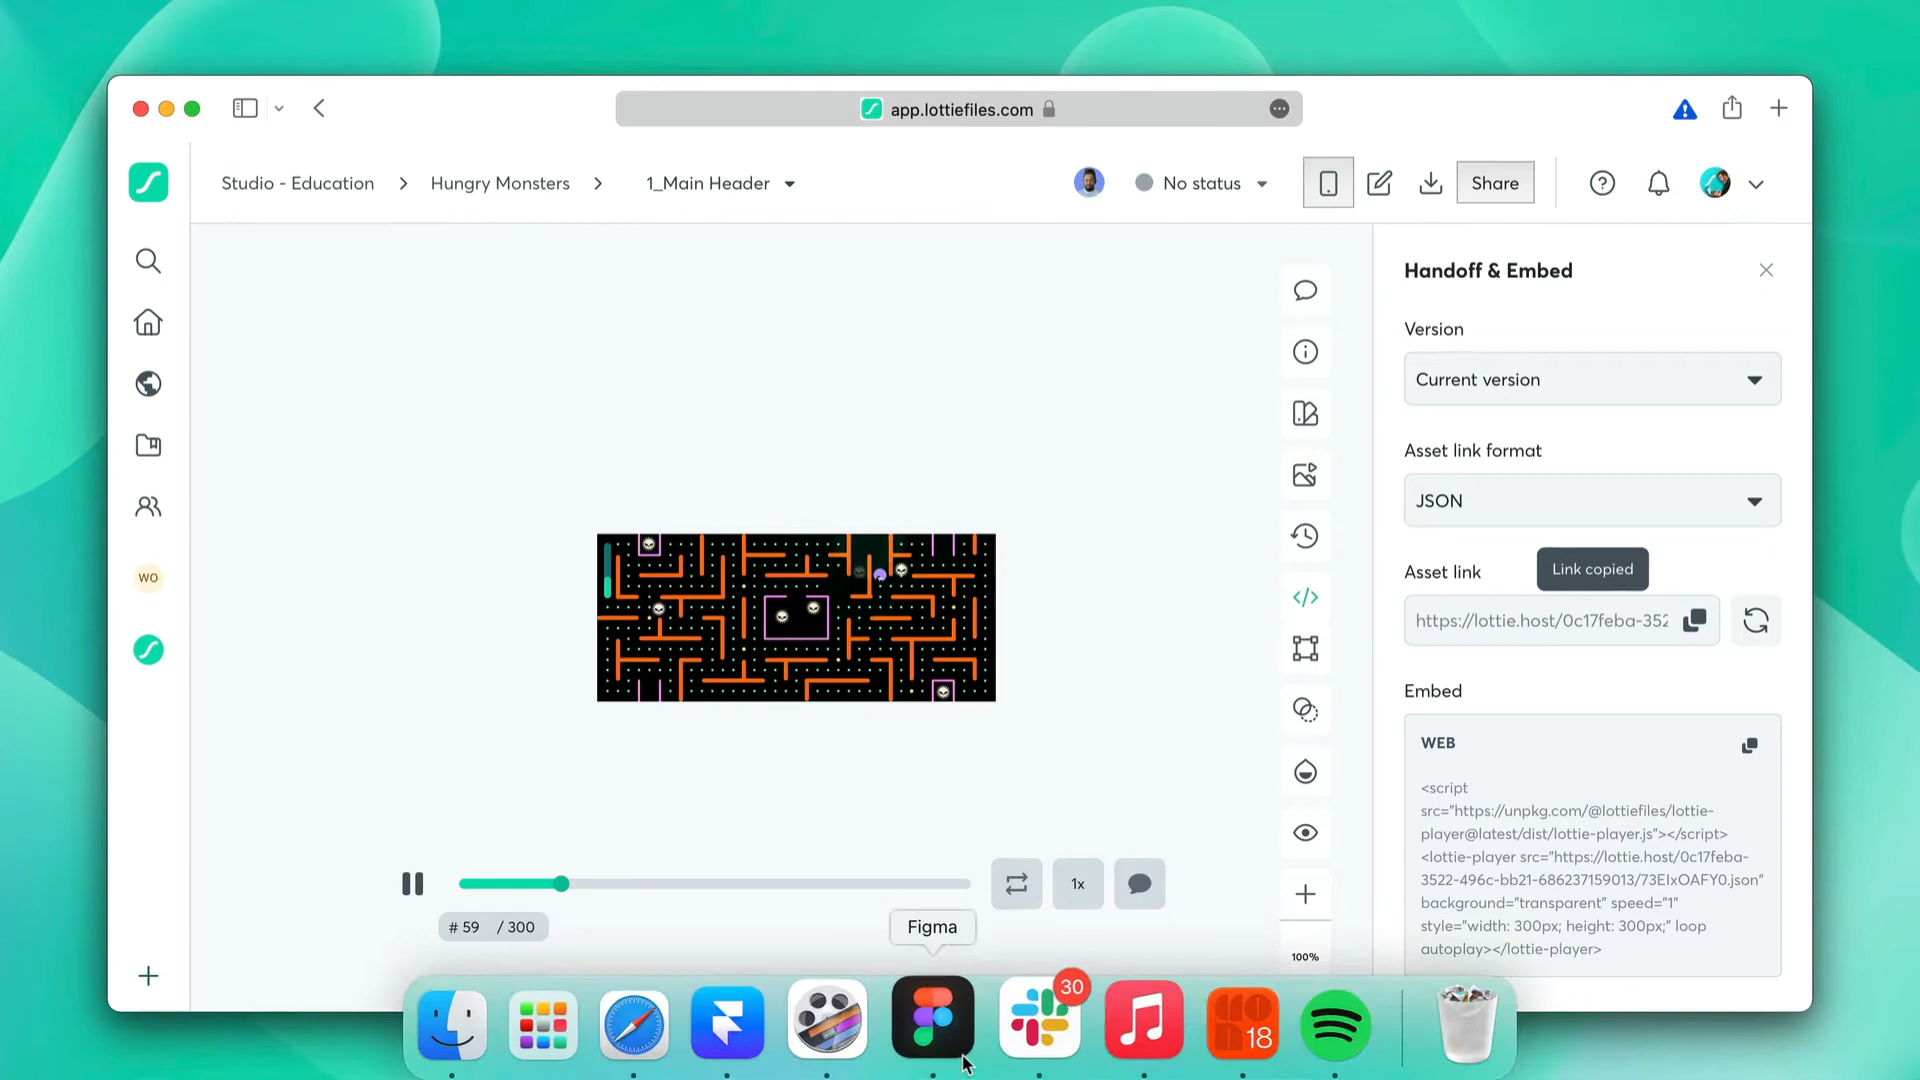 app.lottiefiles.com
Studio - Education
Hungry Monsters
1_Main Header
No status
Share
Handoff & Embed
Version
Current version
Asset link format
JSON
Asset link
Link copied
https://lottie.host/0c17feba-352
Embed
WEB
<script
src="https://unpkg.com/@lottiefiles/lottie-
player@latest/dist/lottie-player.js"></script>
<lottie-player src="https://lottie.host/0c17feba-
3522-496c-bb21-686237159013/73EIxOAFY0.json"
background="transparent" speed="1"
style="width: 300px; height: 300px;" loop
autoplay></lottie-player>
WO
1x
# 59 / 300
100%
Figma
30
18